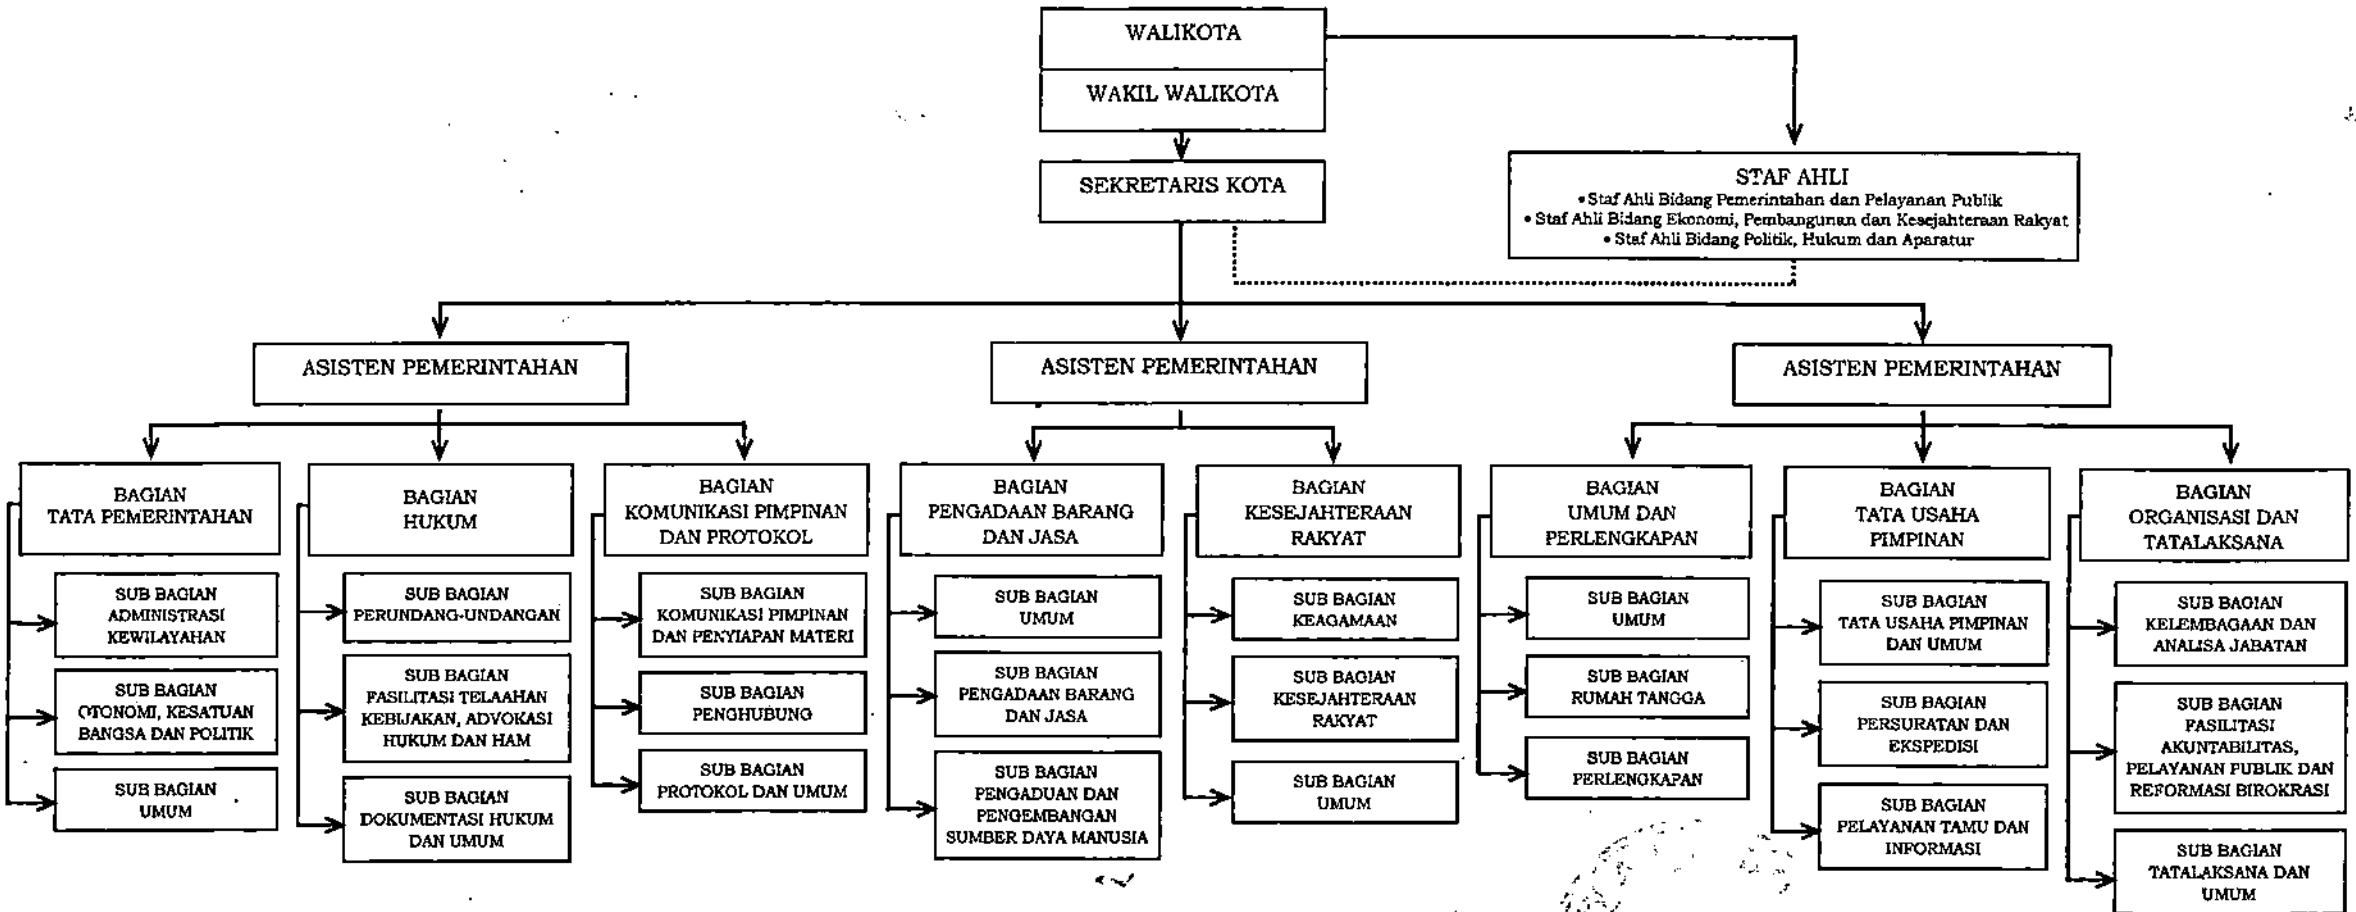 WALIKOTA
WAKIL WALIKOTA
SEKRETARIS KOTA
STAF AHLI
• Staf Ahli Bidang Pemerintahan dan Pelayanan Publik
• Staf Ahli Bidang Ekonomi, Pembangunan dan Kesejahteraan Rakyat
• Staf Ahli Bidang Politik, Hukum dan Aparatur
ASISTEN PEMERINTAHAN
ASISTEN PEMERINTAHAN
ASISTEN PEMERINTAHAN
BAGIAN
TATA PEMERINTAHAN
SUB BAGIAN
ADMINISTRASI
KEWILAYAHAN
SUB BAGIAN
OTONOMI, KESATUAN
BANGSA DAN POLITIK
SUB BAGIAN
UMUM
BAGIAN
HUKUM
SUB BAGIAN
PERUNDANG-UNDANGAN
SUB BAGIAN
FASILITASI TELAAHAN
KEBIJAKAN, ADVOKASI
HUKUM DAN HAM
SUB BAGIAN
DOKUMENTASI HUKUM
DAN UMUM
BAGIAN
KOMUNIKASI PIMPINAN
DAN PROTOKOL
SUB BAGIAN
KOMUNIKASI PIMPINAN
DAN PENYIAPAN MATERI
SUB BAGIAN
PENGHUBUNG
SUB BAGIAN
PROTOKOL DAN UMUM
BAGIAN
PENGADAAN BARANG
DAN JASA
SUB BAGIAN
UMUM
SUB BAGIAN
PENGADAAN BARANG
DAN JASA
SUB BAGIAN
PENGADUAN DAN
PENGEMBANGAN
SUMBER DAYA MANUSIA
BAGIAN
KESEJAHTERAAN
RAKYAT
SUB BAGIAN
KEAGAMAAN
SUB BAGIAN
KESEJAHTERAAN
RAKYAT
SUB BAGIAN
UMUM
BAGIAN
UMUM DAN
PERLENGKAPAN
SUB BAGIAN
UMUM
SUB BAGIAN
RUMAH TANGGA
SUB BAGIAN
PERLENGKAPAN
BAGIAN
TATA USAHA
PIMPINAN
SUB BAGIAN
TATA USAHA PIMPINAN
DAN UMUM
SUB BAGIAN
PERSURATAN DAN
EKSPEDISI
SUB BAGIAN
PELAYANAN TAMU DAN
INFORMASI
BAGIAN
ORGANISASI DAN
TATALAKSANA
SUB BAGIAN
KELEMBAGAAN DAN
ANALISA JABATAN
SUB BAGIAN
FASILITASI
AKUNTABILITAS,
PELAYANAN PUBLIK DAN
REFORMASI BIROKRASI
SUB BAGIAN
TATALAKSANA DAN
UMUM